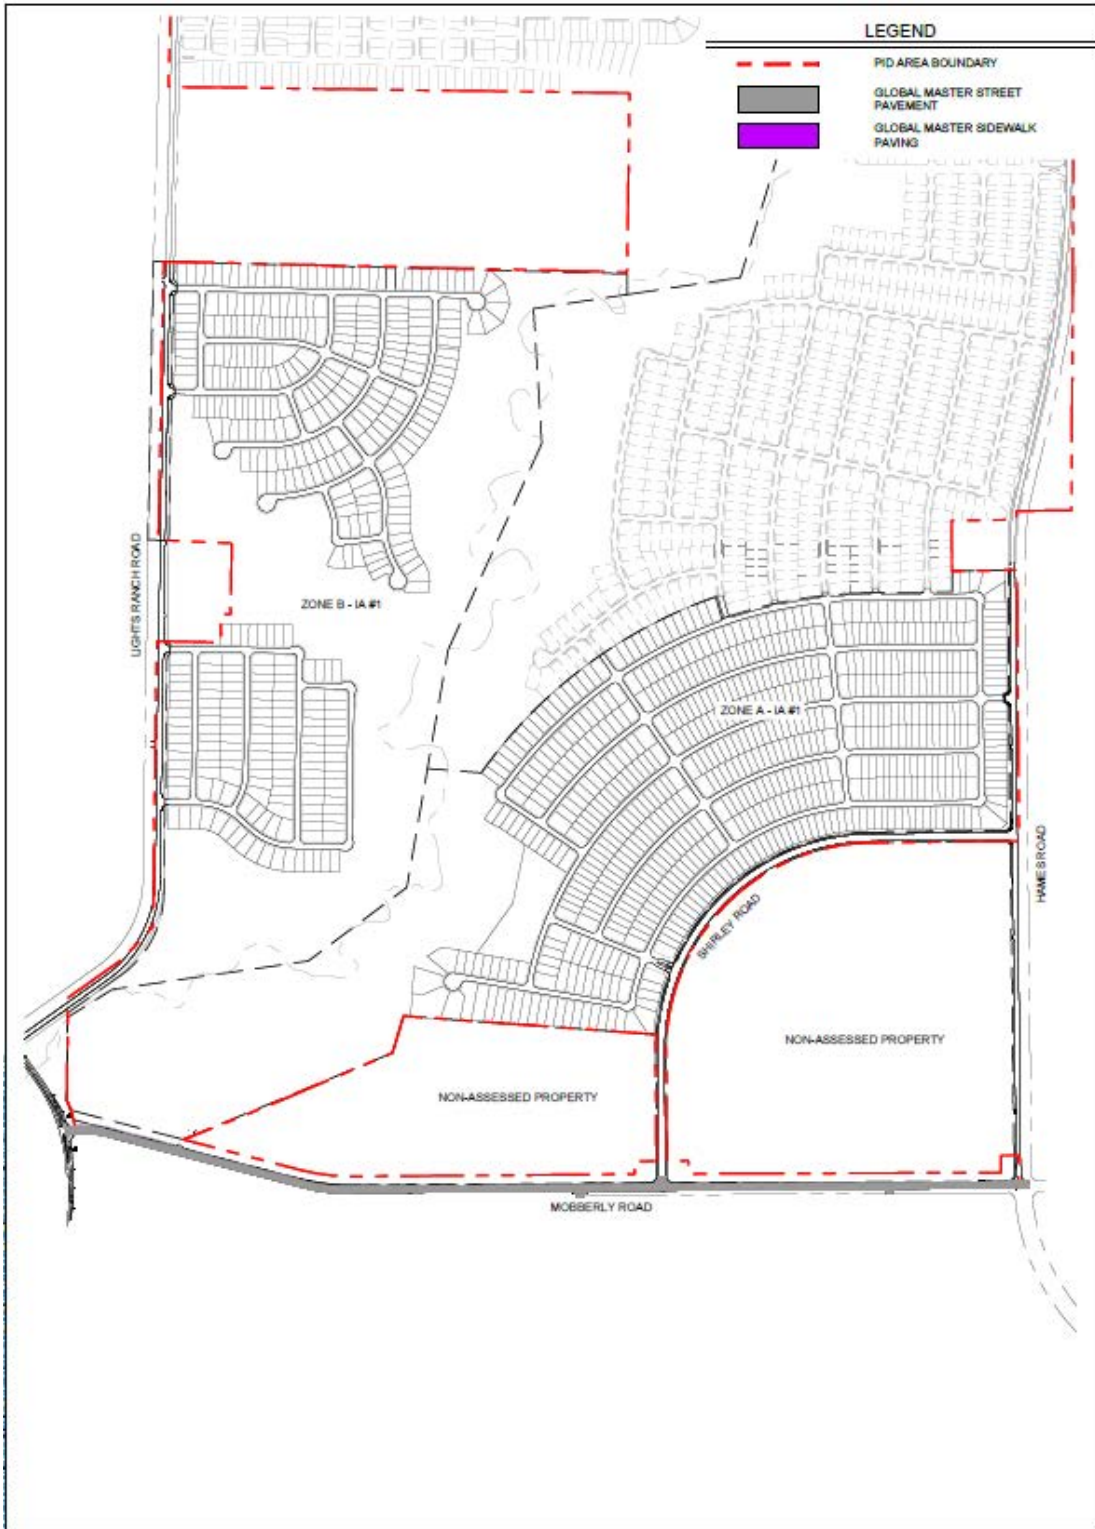 LEGEND
PID AREA BOUNDARY
GLOBAL MASTER STREET
PAVEMENT
GLOBAL MASTER SIDEWALK
PAVING
LIGHTS RANCH ROAD
ZONE B - IA #1
ZONE A - IA #1
HAMES ROAD
SHIRLEY ROAD
NON-ASSESSED PROPERTY
NON-ASSESSED PROPERTY
MOBBERLY ROAD